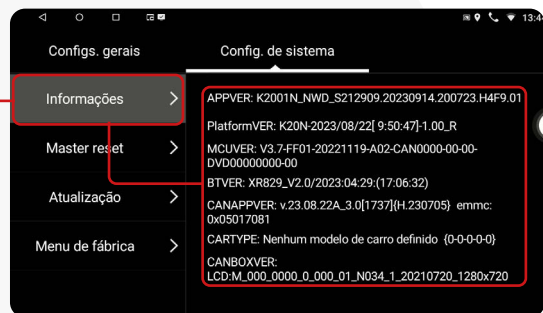 13:4
Configs. gerais
Config. de sistema
Informações
Master reset
Atualização
Menu de fábrica
APPVER: K2001N_NWD_S212909.20230914.200723.H4F9.01
PlatformVER: K20N-2023/08/22[ 9:50:47]-1.00_R
MCUVER: V3.7-FF01-20221119-A02-CAN0000-00-00-
DVD00000000-00
BTVER: XR829_V2.0/2023:04:29:(17:06:32)
CANAPPVER: v.23.08.22A_3.0[1737]{H.230705} emmc:
0x05017081
CARTYPE: Nenhum modelo de carro definido {0-0-0-0-0}
CANBOXVER:
LCD:M_000_0000_0_000_01_N034_1_20210720_1280x720